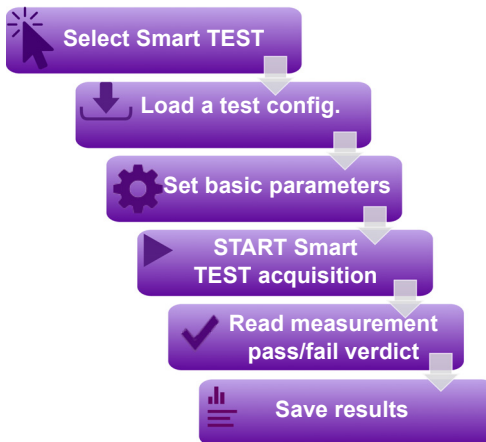 Select Smart TEST
Load a test config.
Set basic parameters
START Smart
TEST acquisition
Read measurement
pass/fail verdict
Save results